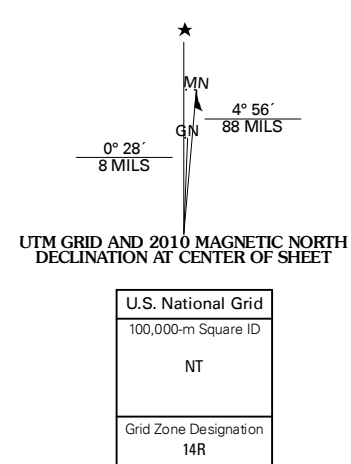 MN
GN
4° 56´
88 MILS
0° 28´
8 MILS
UTM GRID AND 2010 MAGNETIC NORTH
DECLINATION AT CENTER OF SHEET
U.S. National Grid
100,000-m Square ID
NT
Grid Zone Designation
14R